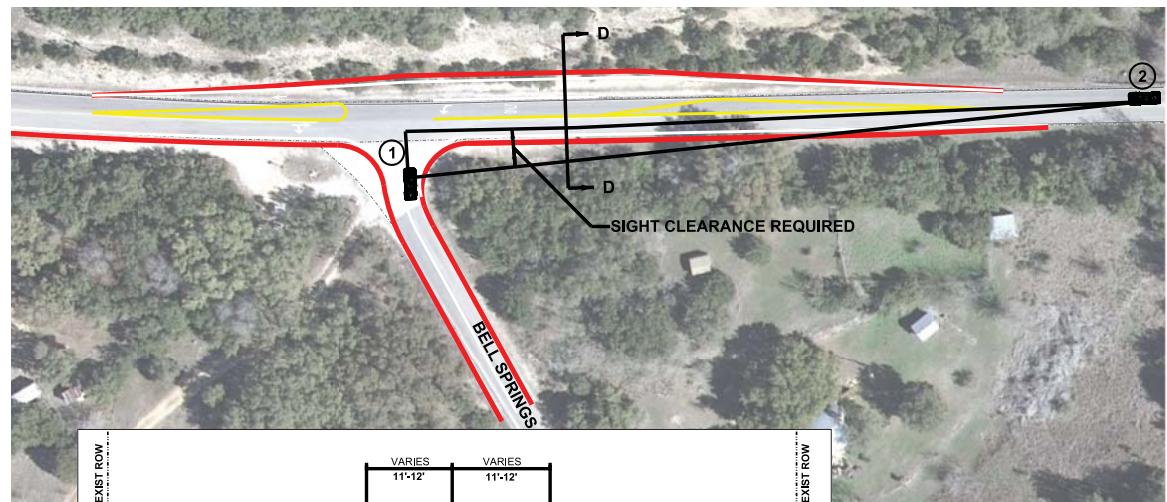 D
2
1
D
SIGHT CLEARANCE REQUIRED
BELL SPRINGS
EXIST ROW
VARIES
11'-12'
VARIES
11'-12'
EXIST ROW